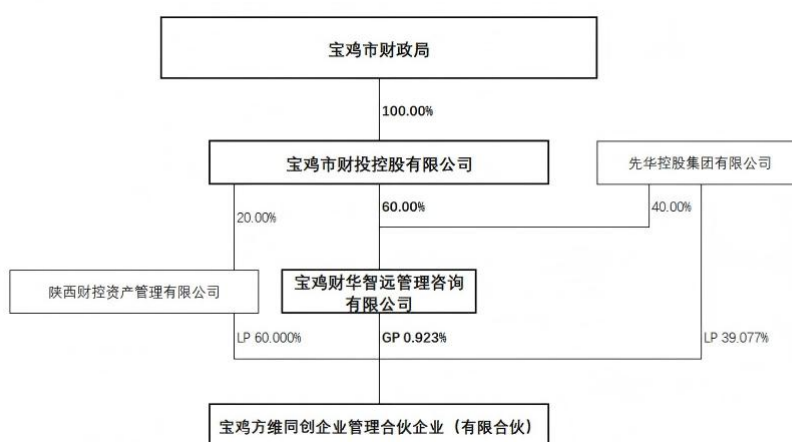 宝鸡市财政局
100.00%
宝鸡市财投控股有限公司
先华控股集团有限公司
20.00%
60.00%
40.00%
陕西财控资产管理有限公司
宝鸡财华智远管理咨询
有限公司
LP 60.000%
GP 0.923%
LP 39.077%
宝鸡方维同创企业管理合伙企业（有限合伙）